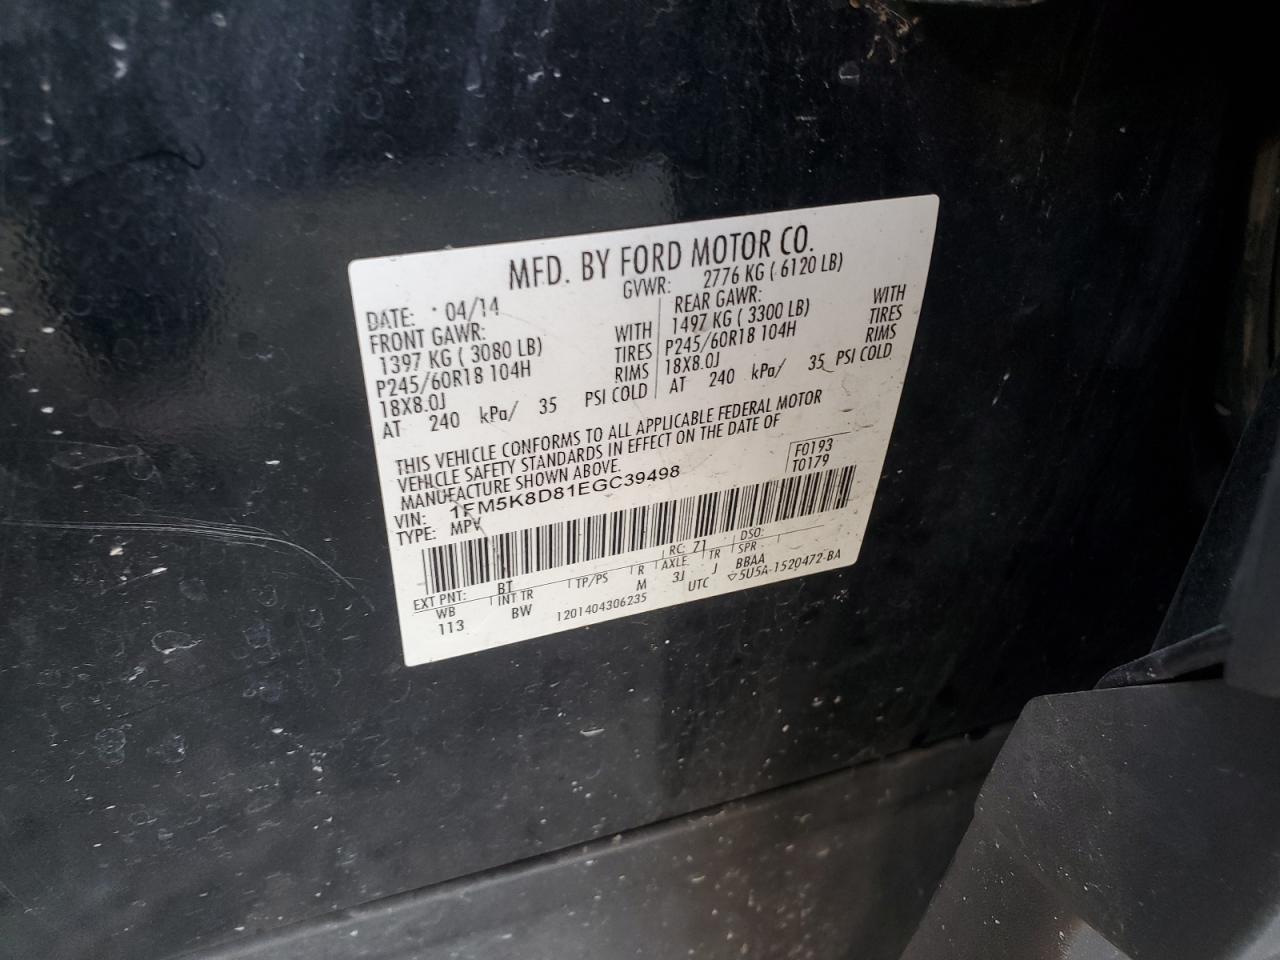 MFD. BY FORD MOTOR CO.
DATE: 04/14 GVWR: 2776 KG ( 6120 LB)
FRONT GAWR: REAR GAWR:
1397 KG ( 3080 LB) WITH 1497 KG ( 3300 LB) WITH
P245/60R18 104H TIRES P245/60R18 104H TIRES
18X8.0J RIMS 18X8.0J RIMS
AT 240 kPa/ 35 PSI COLD AT 240 kPa/ 35 PSI COLD
THIS VEHICLE CONFORMS TO ALL APPLICABLE FEDERAL MOTOR
VEHICLE SAFETY STANDARDS IN EFFECT ON THE DATE OF
MANUFACTURE SHOWN ABOVE.
VIN: 1FM5K8D81EGC39498 F0193
TYPE: MPV T0179
EXT PNT: BT RC: 71 DSO:
WB INT TR TP/PS R AXLE TR SPR
113 BW M 3J J BBAA
1201404306235 UTC ▽5U5A-1520472-BA